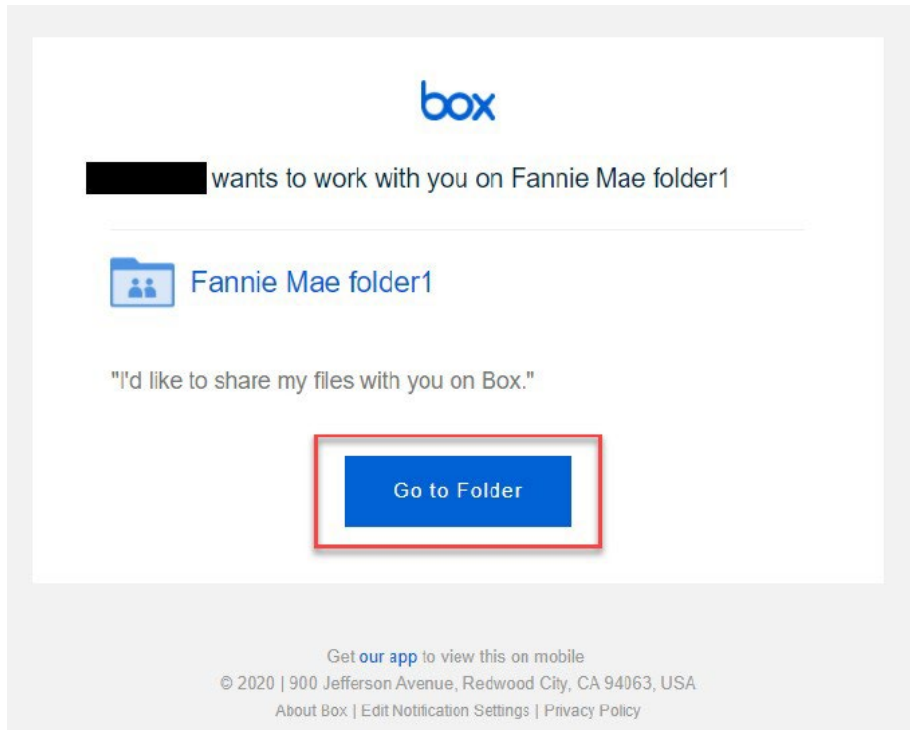 box
wants to work with you on Fannie Mae folder1
Fannie Mae folder1
"I'd like to share my files with you on Box."
Go to Folder
Get our app to view this on mobile
© 2020 | 900 Jefferson Avenue, Redwood City, CA 94063, USA
About Box | Edit Notification Settings | Privacy Policy